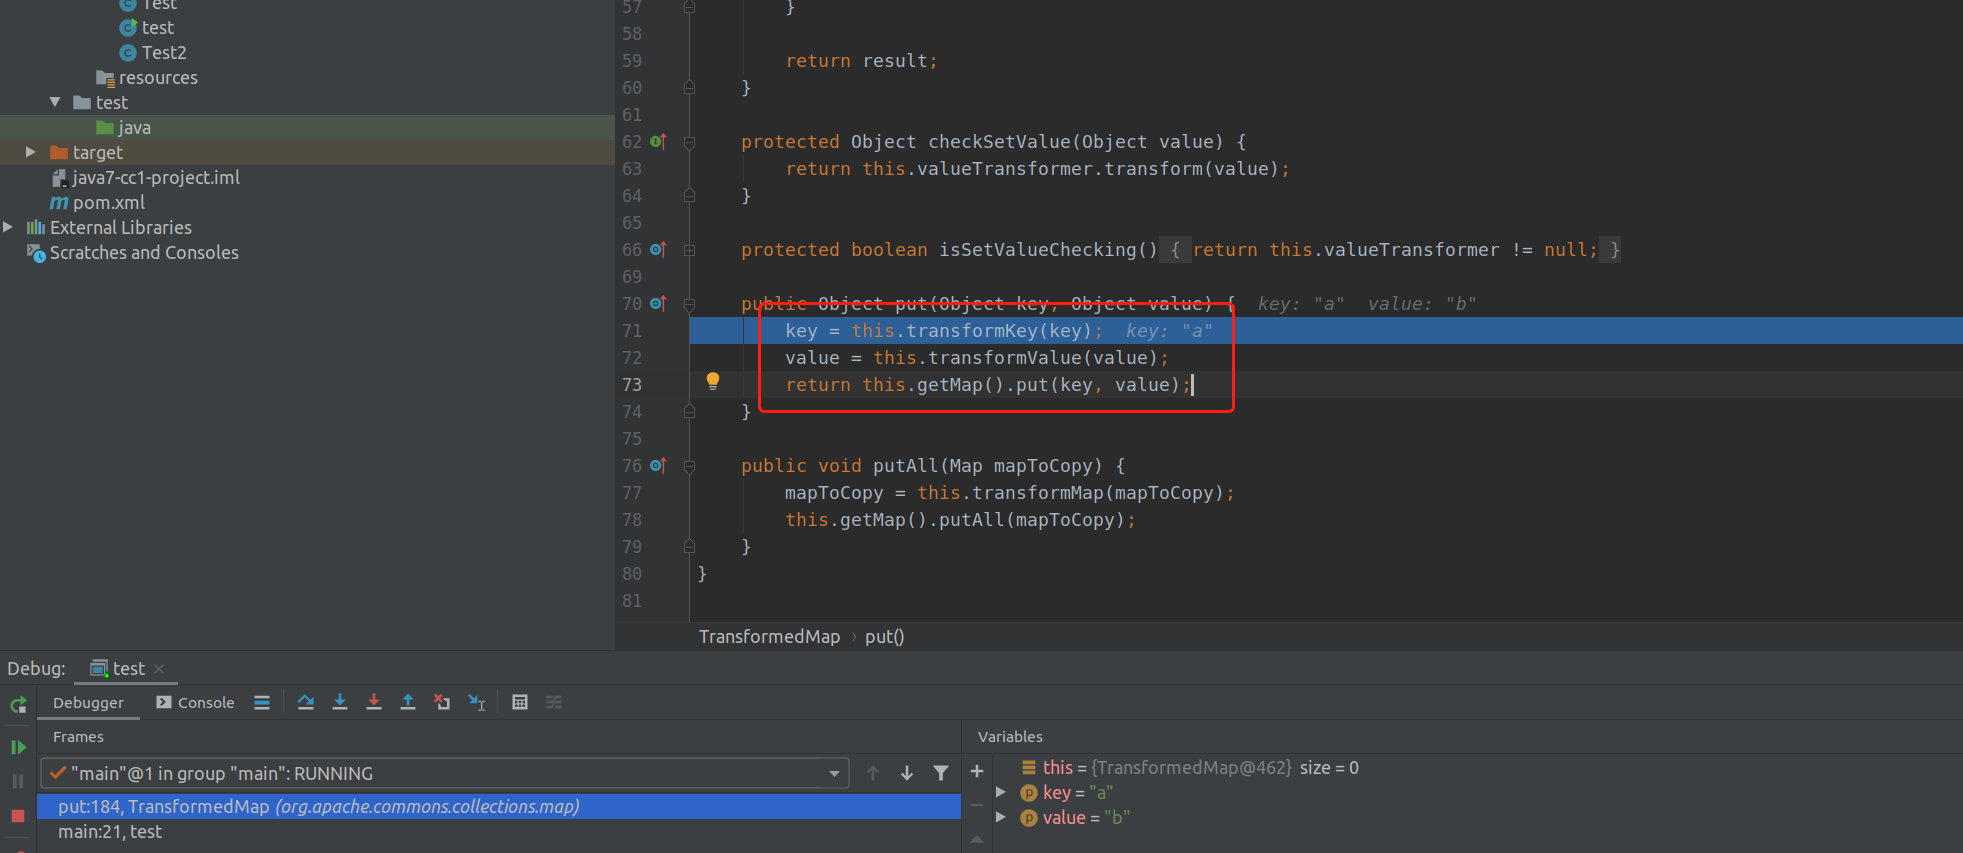 Test
test
Test2
resources
test
java
target
java7-cc1-project.iml
pom.xml
External Libraries
Scratches and Consoles
57 }
58
59 return result;
60 }
61
62 protected Object checkSetValue(Object value) {
63 return this.valueTransformer.transform(value);
64 }
65
66 protected boolean isSetValueChecking() { return this.valueTransformer != null; }
69
70 public Object put(Object key, Object value) { key: "a" value: "b"
71 key = this.transformKey(key); key: "a"
72 value = this.transformValue(value);
73 return this.getMap().put(key, value);
74 }
75
76 public void putAll(Map mapToCopy) {
77 mapToCopy = this.transformMap(mapToCopy);
78 this.getMap().putAll(mapToCopy);
79 }
80 }
81
TransformedMap › put()
Debug: test
Debugger Console
Frames
"main"@1 in group "main": RUNNING
put:184, TransformedMap (org.apache.commons.collections.map)
main:21, test
Variables
this = {TransformedMap@462} size = 0
key = "a"
value = "b"